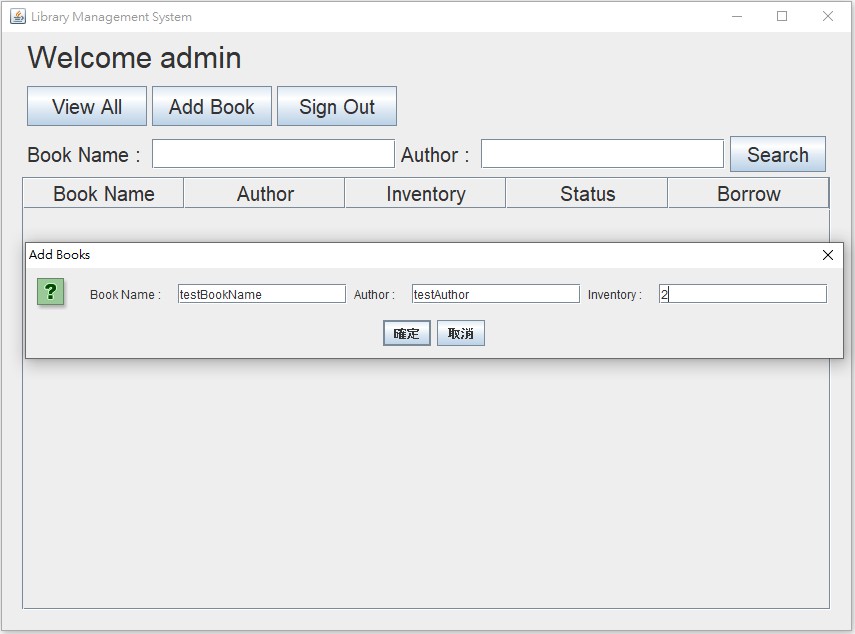 Library Management System
Welcome admin
View All Add Book Sign Out
Book Name : Author : Search
Book Name Author Inventory Status Borrow
Add Books
? Book Name : testBookName Author : testAuthor Inventory : 2
確定 取消